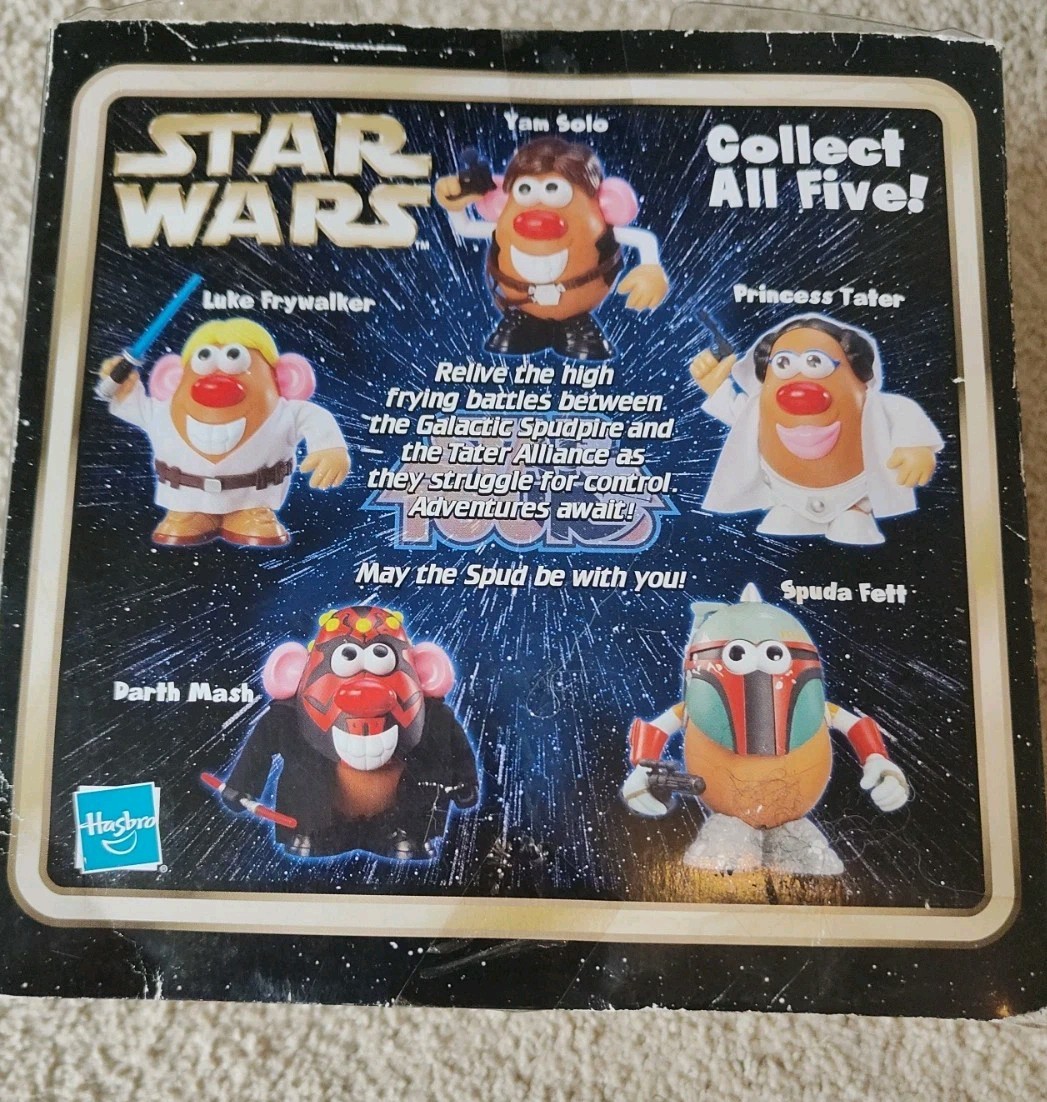 STAR
WARS™
Yam Solo
Collect
All Five!
Luke Frywalker
Princess Tater
Relive the high
frying battles between
the Galactic Spudpire and
the Tater Alliance as
they struggle for control.
Adventures await!
May the Spud be with you!
Spuda Fett
Darth Mash
Hasbro®